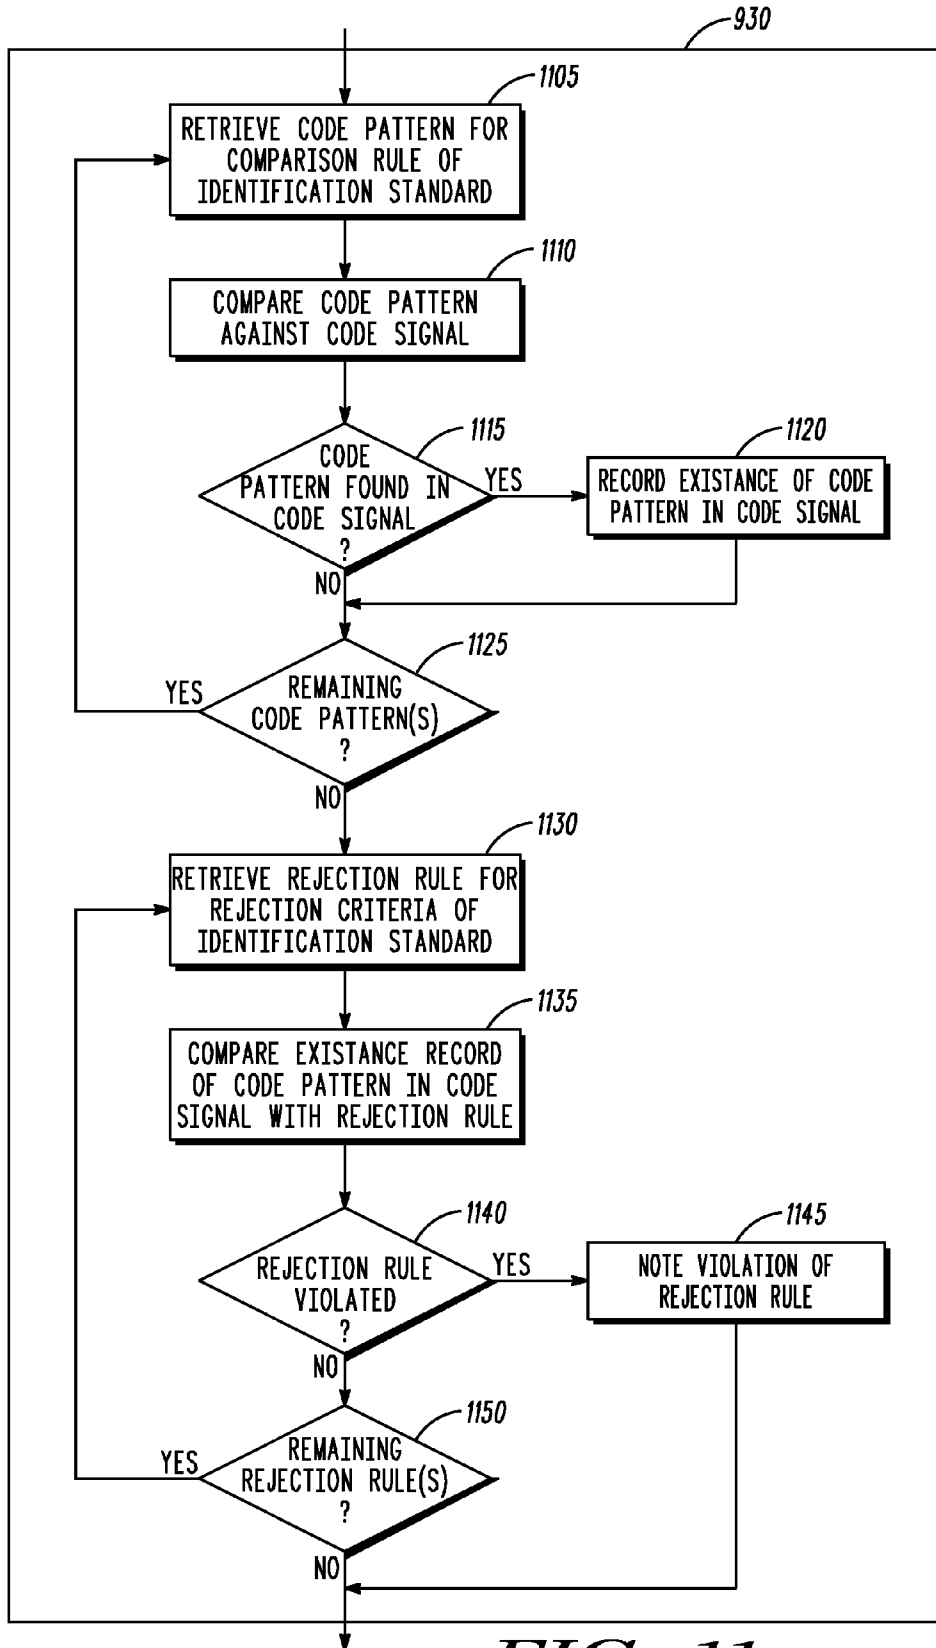 930
1105
RETRIEVE CODE PATTERN FOR
COMPARISON RULE OF
IDENTIFICATION STANDARD
1110
COMPARE CODE PATTERN
AGAINST CODE SIGNAL
1115
CODE
PATTERN FOUND IN
CODE SIGNAL
?
YES
NO
1120
RECORD EXISTANCE OF CODE
PATTERN IN CODE SIGNAL
1125
REMAINING
CODE PATTERN(S)
?
YES
NO
1130
RETRIEVE REJECTION RULE FOR
REJECTION CRITERIA OF
IDENTIFICATION STANDARD
1135
COMPARE EXISTANCE RECORD
OF CODE PATTERN IN CODE
SIGNAL WITH REJECTION RULE
1140
REJECTION RULE
VIOLATED
?
YES
NO
1145
NOTE VIOLATION OF
REJECTION RULE
1150
REMAINING
REJECTION RULE(S)
?
YES
NO